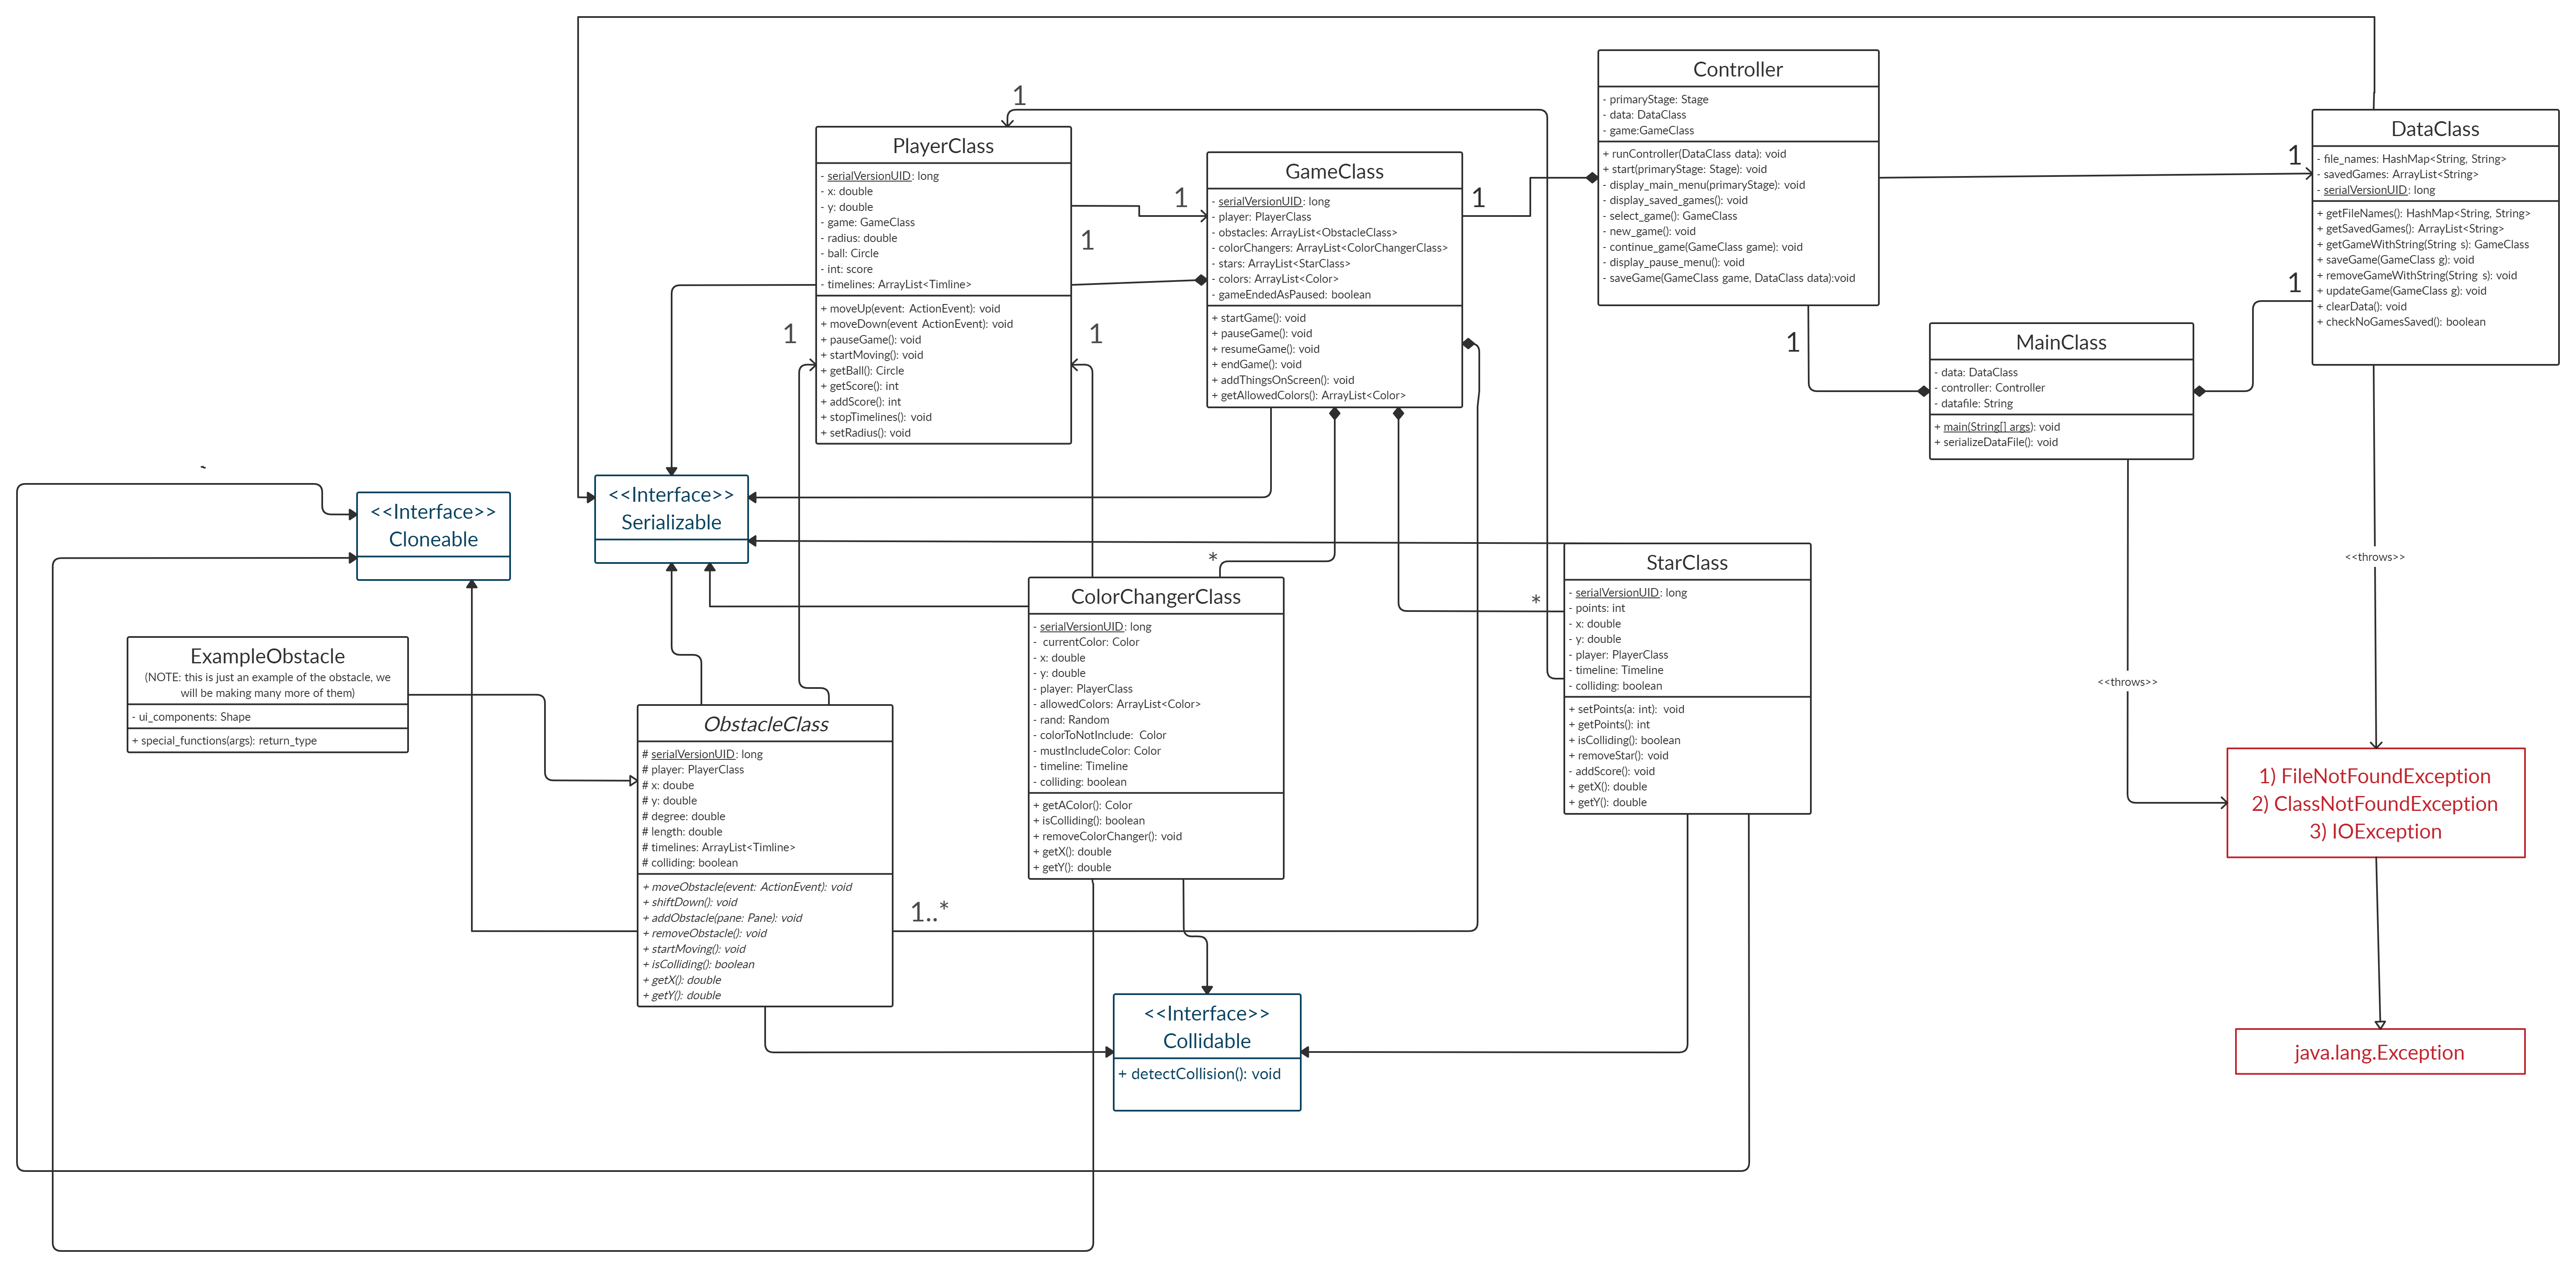 Controller
- primaryStage: Stage
- data: DataClass
- game:GameClass
+ runController(DataClass data): void
+ start(primaryStage: Stage): void
- display_main_menu(primaryStage): void
- display_saved_games(): void
- select_game(): GameClass
- new_game(): void
- continue_game(GameClass game): void
- display_pause_menu(): void
- saveGame(GameClass game, DataClass data):void
1
DataClass
- file_names: HashMap<String, String>
- savedGames: ArrayList<String>
- serialVersionUID: long
+ getFileNames(): HashMap<String, String>
+ getSavedGames(): ArrayList<String>
+ getGameWithString(String s): GameClass
+ saveGame(GameClass g): void
+ removeGameWithString(String s): void
+ updateGame(GameClass g): void
+ clearData(): void
+ checkNoGamesSaved(): boolean
1
1
PlayerClass
- serialVersionUID: long
- x: double
- y: double
- game: GameClass
- radius: double
- ball: Circle
- int: score
- timelines: ArrayList<Timline>
+ moveUp(event: ActionEvent): void
+ moveDown(event ActionEvent): void
+ pauseGame(): void
+ startMoving(): void
+ getBall(): Circle
+ getScore(): int
+ addScore(): int
+ stopTimelines(): void
+ setRadius(): void
1
1
1
1
GameClass
- serialVersionUID: long
- player: PlayerClass
- obstacles: ArrayList<ObstacleClass>
- colorChangers: ArrayList<ColorChangerClass>
- stars: ArrayList<StarClass>
- colors: ArrayList<Color>
- gameEndedAsPaused: boolean
+ startGame(): void
+ pauseGame(): void
+ resumeGame(): void
+ endGame(): void
+ addThingsOnScreen(): void
+ getAllowedColors(): ArrayList<Color>
1
1
MainClass
- data: DataClass
- controller: Controller
- datafile: String
+ main(String[] args): void
+ serializeDataFile(): void
<<Interface>>
Cloneable
<<Interface>>
Serializable
*
*
<<throws>>
<<throws>>
StarClass
- serialVersionUID: long
- points: int
- x: double
- y: double
- player: PlayerClass
- timeline: Timeline
- colliding: boolean
+ setPoints(a: int): void
+ getPoints(): int
+ isColliding(): boolean
+ removeStar(): void
- addScore(): void
+ getX(): double
+ getY(): double
ColorChangerClass
- serialVersionUID: long
- currentColor: Color
- x: double
- y: double
- player: PlayerClass
- allowedColors: ArrayList<Color>
- rand: Random
- colorToNotInclude: Color
- mustIncludeColor: Color
- timeline: Timeline
- colliding: boolean
+ getAColor(): Color
+ isColliding(): boolean
+ removeColorChanger(): void
+ getX(): double
+ getY(): double
ExampleObstacle
(NOTE: this is just an example of the obstacle, we
will be making many more of them)
- ui_components: Shape
+ special_functions(args): return_type
ObstacleClass
# serialVersionUID: long
# player: PlayerClass
# x: doube
# y: double
# degree: double
# length: double
# timelines: ArrayList<Timline>
# colliding: boolean
+ moveObstacle(event: ActionEvent): void
+ shiftDown(): void
+ addObstacle(pane: Pane): void
+ removeObstacle(): void
+ startMoving(): void
+ isColliding(): boolean
+ getX(): double
+ getY(): double
1..*
<<Interface>>
Collidable
+ detectCollision(): void
1) FileNotFoundException
2) ClassNotFoundException
3) IOException
java.lang.Exception